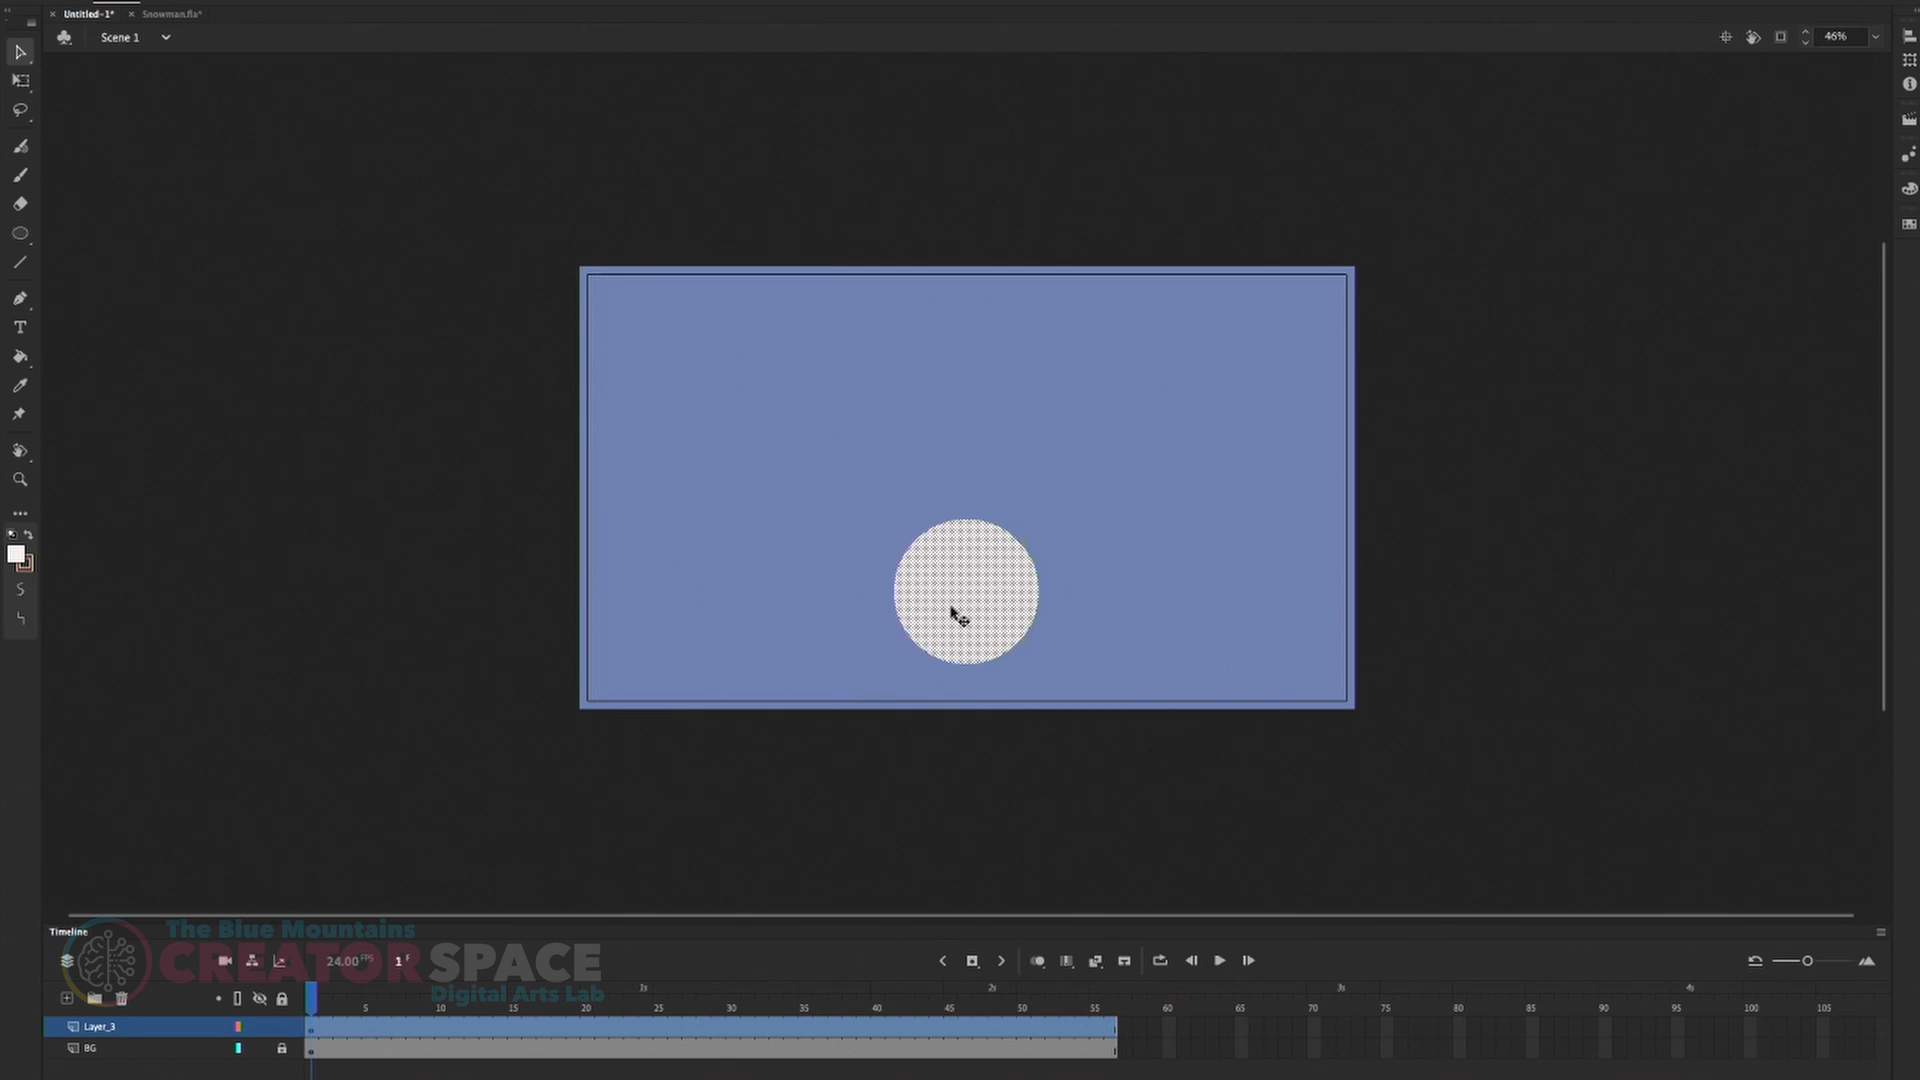 Untitled-1* Snowman.fla*
Scene 1 46%
T
Timeline
The Blue Mountains
CREATOR SPACE
Digital Arts Lab
24.00 FPS 1 F
1s 2s 3s 4s
5 10 15 20 25 30 35 40 45 50 55 60 65 70 75 80 85 90 95 100 105
Layer_3
BG